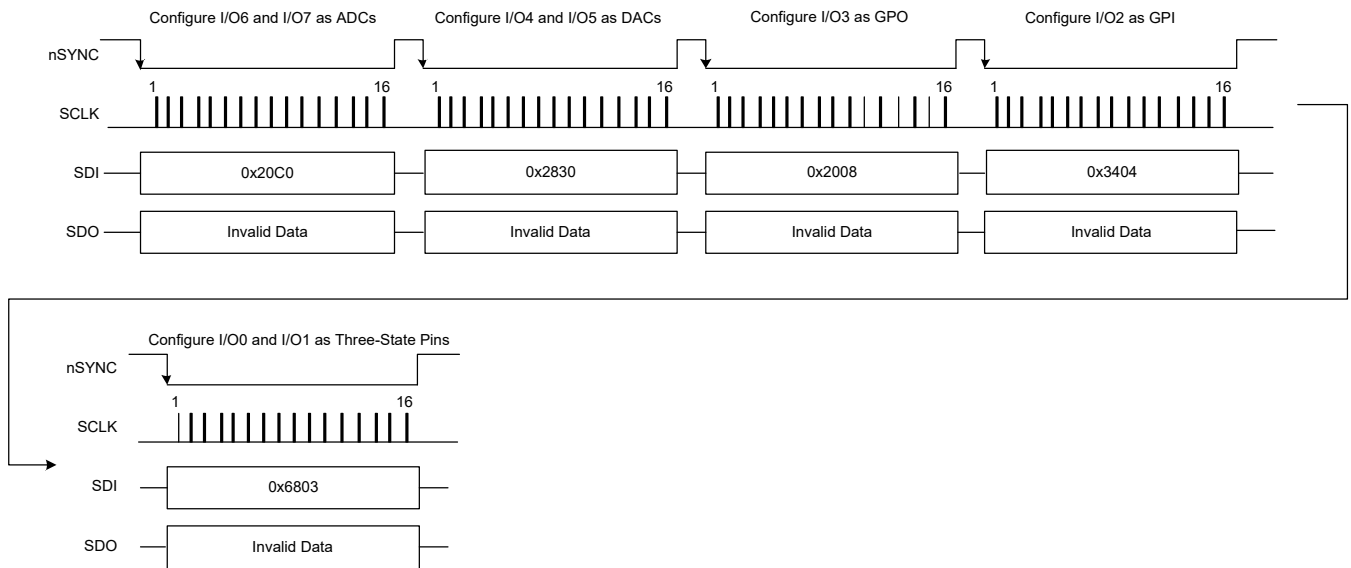 Configure I/O6 and I/O7 as ADCs
Configure I/O4 and I/O5 as DACs
Configure I/O3 as GPO
Configure I/O2 as GPI
nSYNC
1 16 1 16 1 16 1 16
SCLK
SDI 0x20C0 0x2830 0x2008 0x3404
SDO Invalid Data Invalid Data Invalid Data Invalid Data
Configure I/O0 and I/O1 as Three-State Pins
nSYNC
1 16
SCLK
SDI 0x6803
SDO Invalid Data